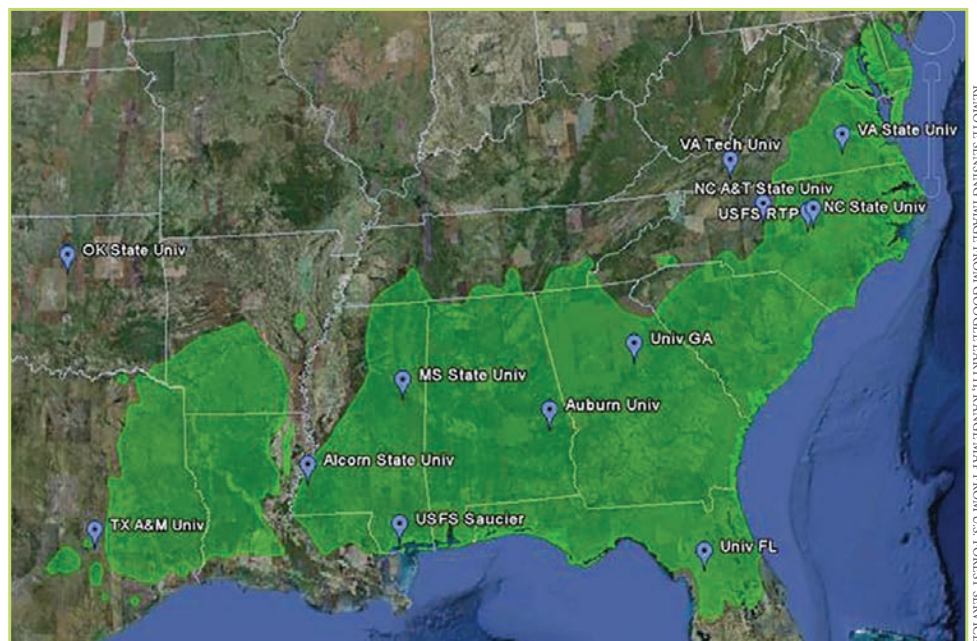 VA State Univ
VA Tech Univ
NC A&T State Univ
USFS RTP
NC State Univ
OK State Univ
Univ GA
MS State Univ
Auburn Univ
Alcorn State Univ
USFS Saucier
TX A&M Univ
Univ FL